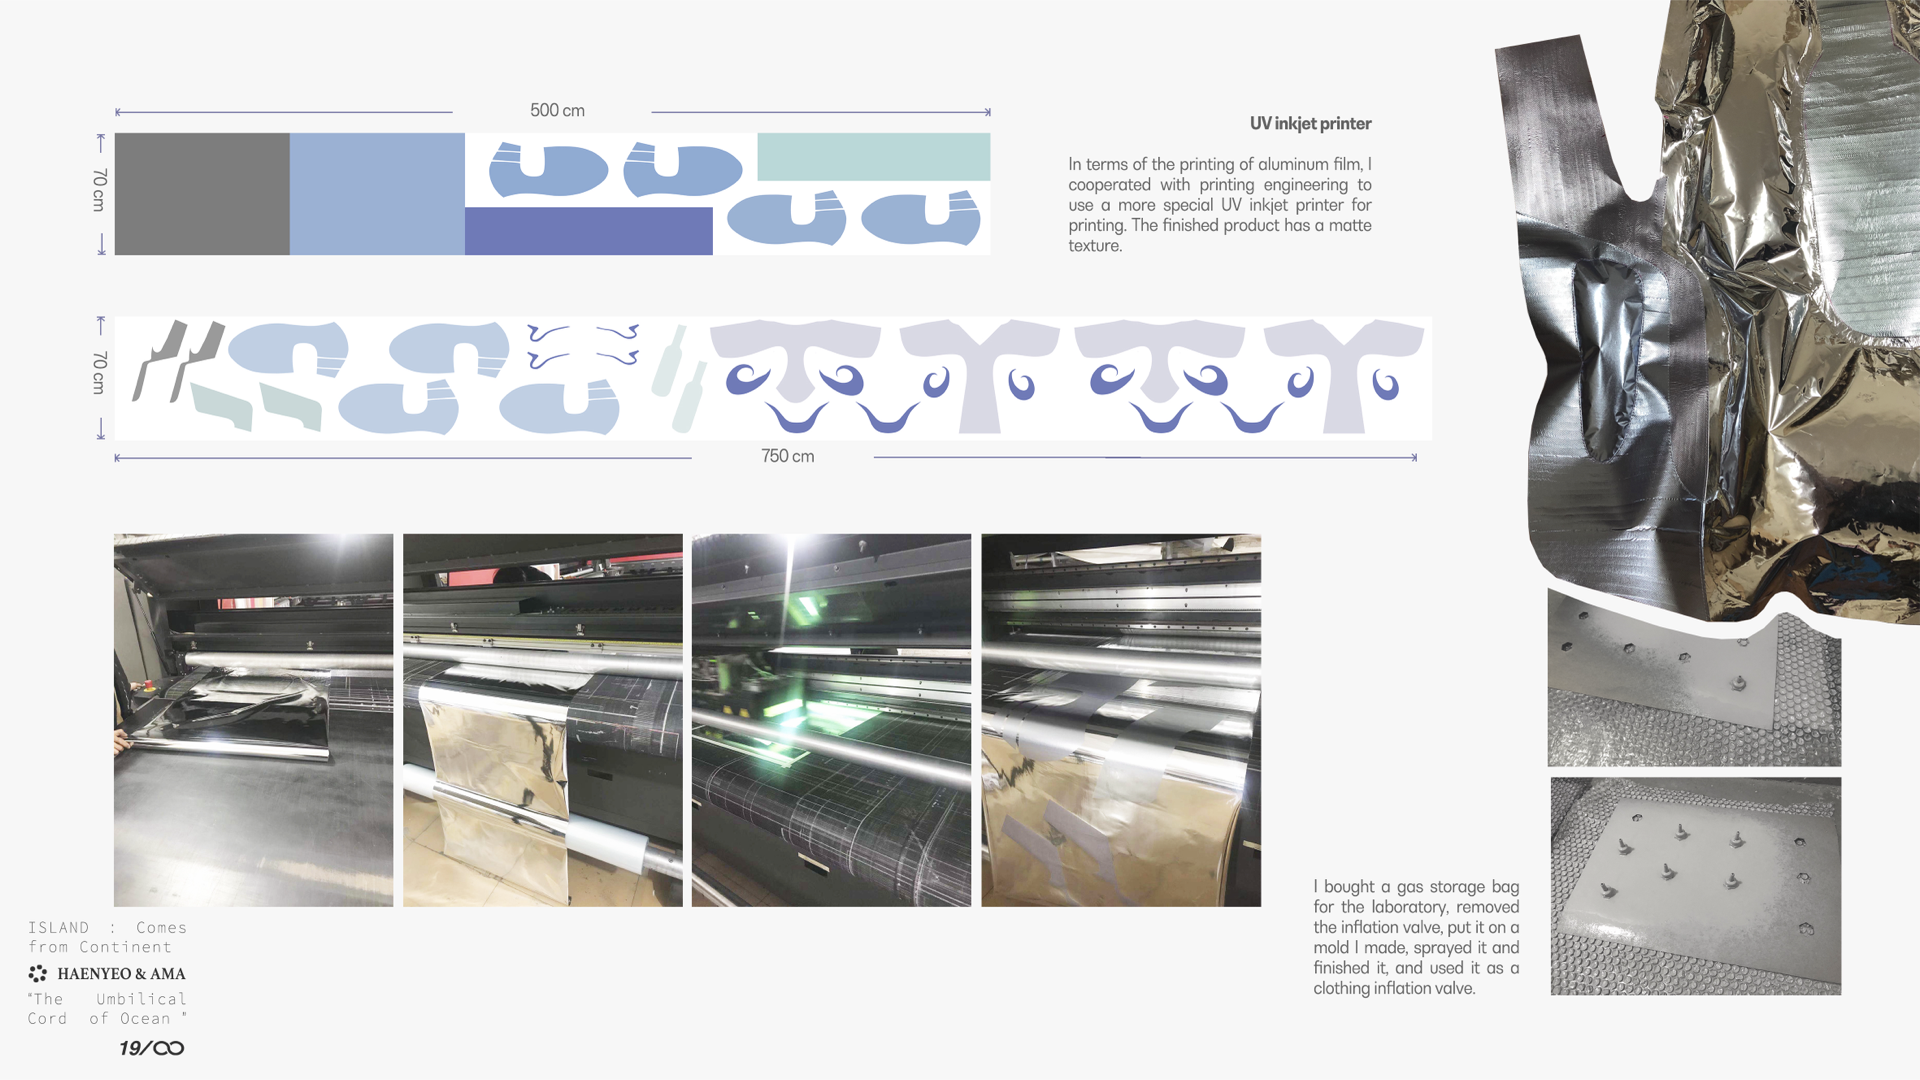 500 cm
70 cm
UV inkjet printer
In terms of the printing of aluminum film, I
cooperated with printing engineering to
use a more special UV inkjet printer for
printing. The finished product has a matte
texture.
70 cm
750 cm
I bought a gas storage bag
for the laboratory, removed
the inflation valve, put it on a
mold I made, sprayed it and
finished it, and used it as a
clothing inflation valve.
ISLAND : Comes
from Continent
HAENYEO & AMA
"The Umbilical
Cord of Ocean "
19/∞